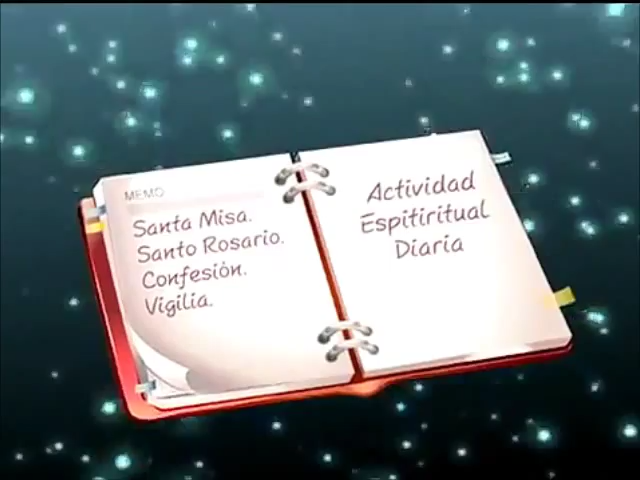 MEMO
Santa Misa.
Santo Rosario.
Confesión.
Vigilia.
Actividad
Espitiritual
Diaria